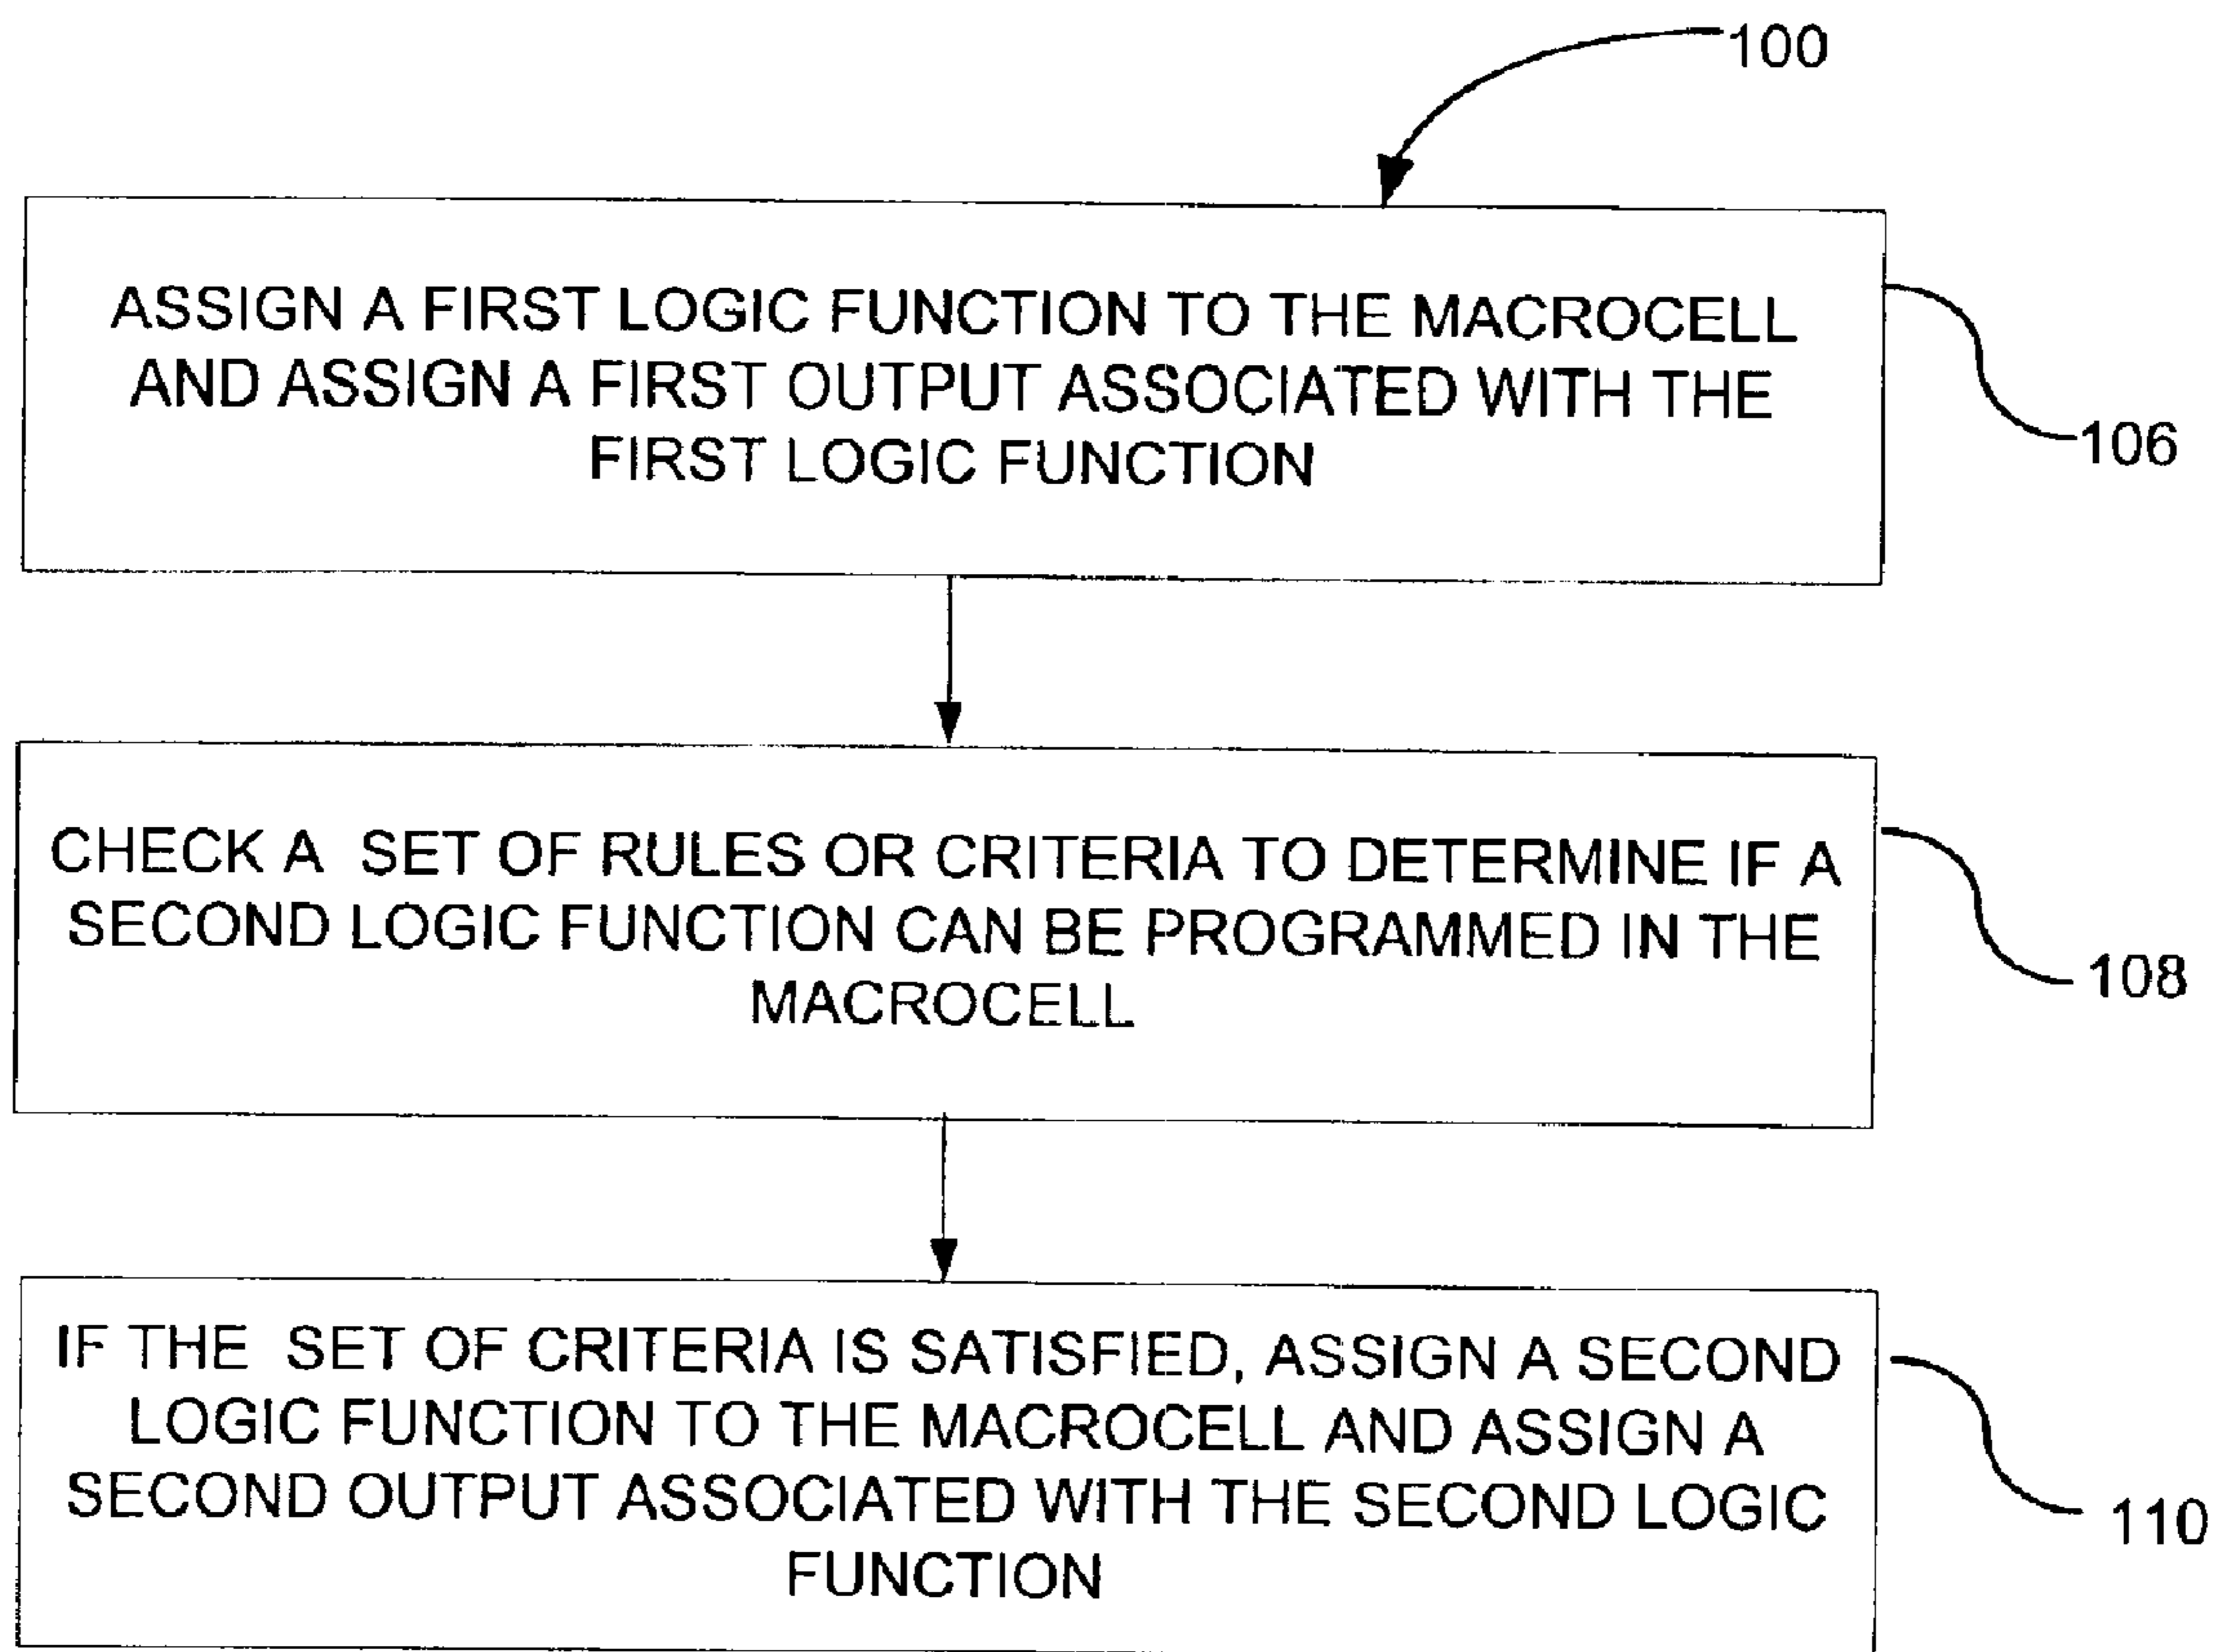 100
ASSIGN A FIRST LOGIC FUNCTION TO THE MACROCELL
AND ASSIGN A FIRST OUTPUT ASSOCIATED WITH THE
FIRST LOGIC FUNCTION
106
CHECK A SET OF RULES OR CRITERIA TO DETERMINE IF A
SECOND LOGIC FUNCTION CAN BE PROGRAMMED IN THE
MACROCELL
108
IF THE SET OF CRITERIA IS SATISFIED, ASSIGN A SECOND
LOGIC FUNCTION TO THE MACROCELL AND ASSIGN A
SECOND OUTPUT ASSOCIATED WITH THE SECOND LOGIC
FUNCTION
110